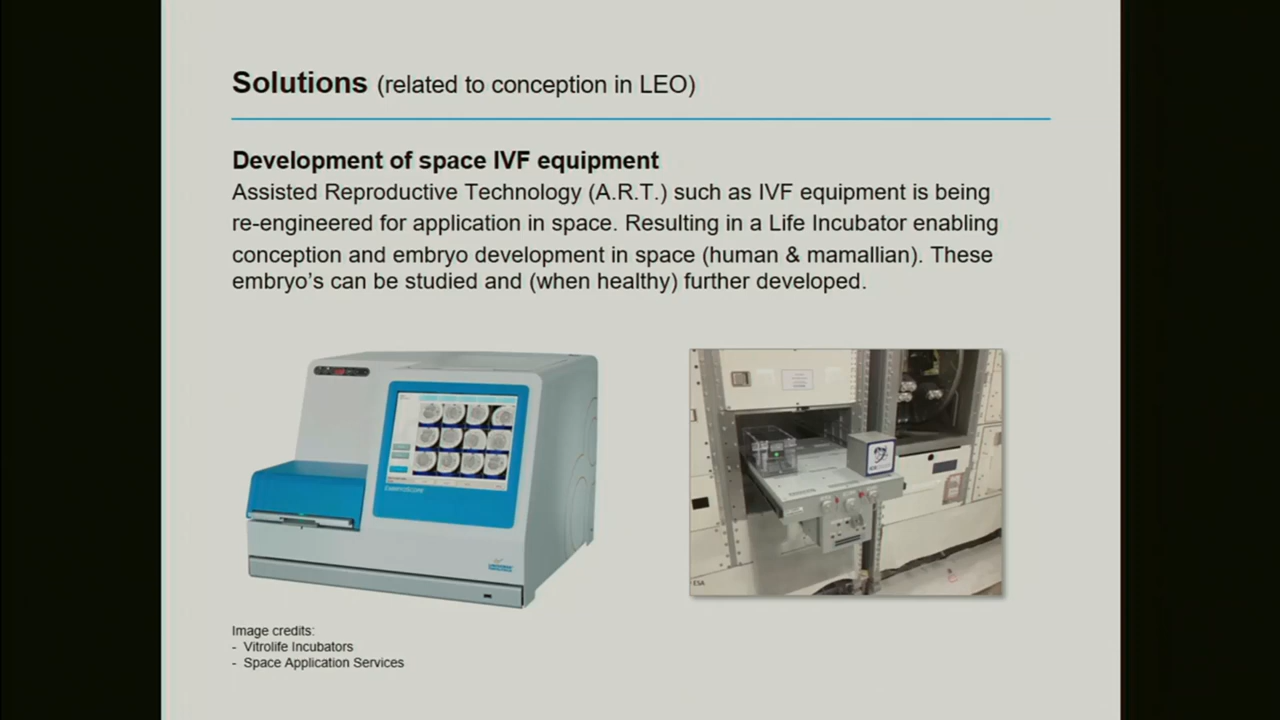 Solutions (related to conception in LEO)
Development of space IVF equipment
Assisted Reproductive Technology (A.R.T.) such as IVF equipment is being
re-engineered for application in space. Resulting in a Life Incubator enabling
conception and embryo development in space (human & mamallian). These
embryo’s can be studied and (when healthy) further developed.
EMBRYOSCOPE
ESA
Image credits:
- Vitrolife Incubators
- Space Application Services